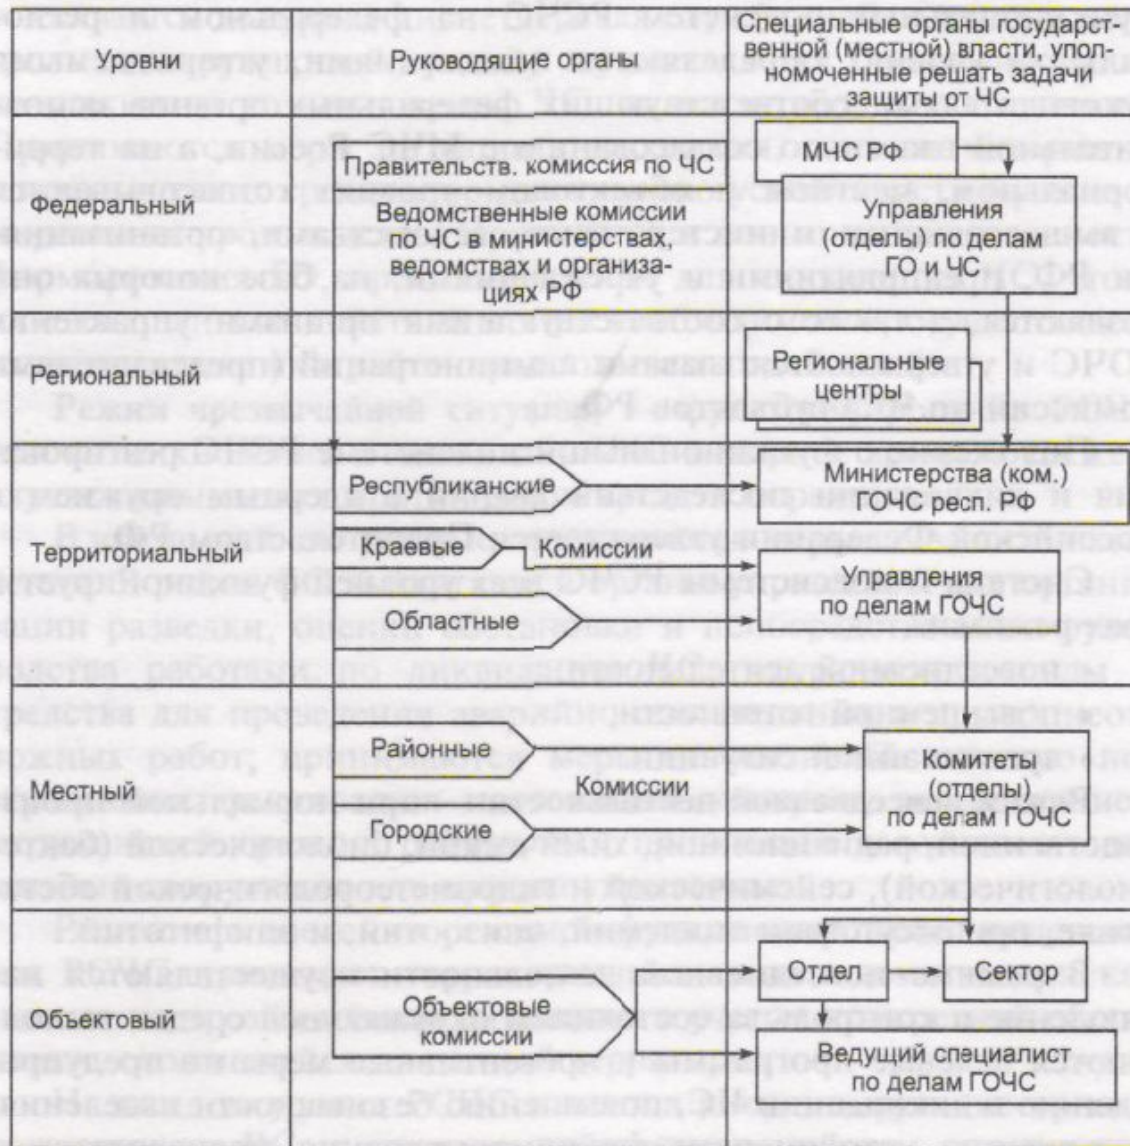 Уровни
Руководящие органы
Специальные органы государст-
венной (местной) власти, упол-
номоченные решать задачи
защиты от ЧС
Федеральный
Правительств. комиссия по ЧС
Ведомственные комиссии
по ЧС в министерствах,
ведомствах и организа-
циях РФ
МЧС РФ
Управления
(отделы) по делам
ГО и ЧС
Региональный
Региональные
центры
Территориальный
Республиканские
Краевые
Комиссии
Областные
Министерства (ком.)
ГОЧС респ. РФ
Управления
по делам ГОЧС
Местный
Районные
Комиссии
Городские
Комитеты
(отделы)
по делам ГОЧС
Объектовый
Объектовые
комиссии
Отдел
Сектор
Ведущий специалист
по делам ГОЧС